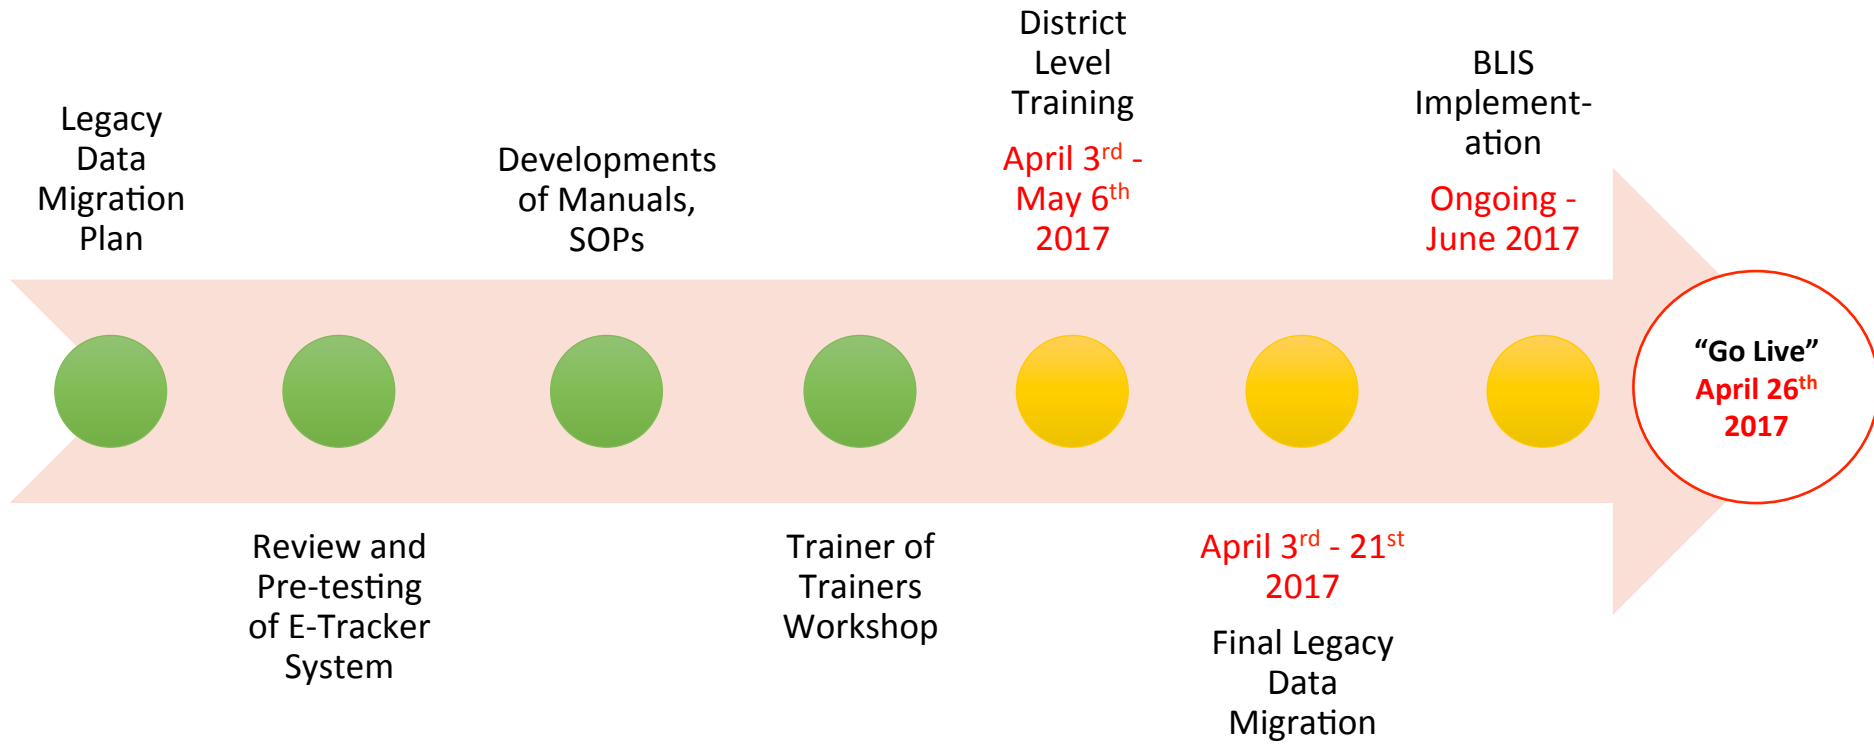 Legacy
Data
Migration
Plan
Review and
Pre-testing
of E-Tracker
System
Developments
of Manuals,
SOPs
Trainer of
Trainers
Workshop
District
Level
Training
April 3rd -
May 6th
2017
April 3rd - 21st
2017
Final Legacy
Data
Migration
BLIS
Implement-
ation
Ongoing -
June 2017
“Go Live”
April 26th
2017